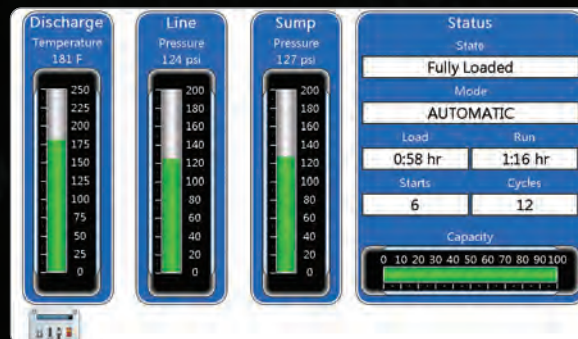 Discharge
Temperature
181 F
250
225
200
175
150
125
100
75
50
25
0
Line
Pressure
124 psi
200
180
160
140
120
100
80
60
40
20
0
Sump
Pressure
127 psi
200
180
160
140
120
100
80
60
40
20
0
Status
State
Fully Loaded
Mode
AUTOMATIC
Load Run
0:58 hr 1:16 hr
Starts Cycles
6 12
Capacity
0 10 20 30 40 50 60 70 80 90 100